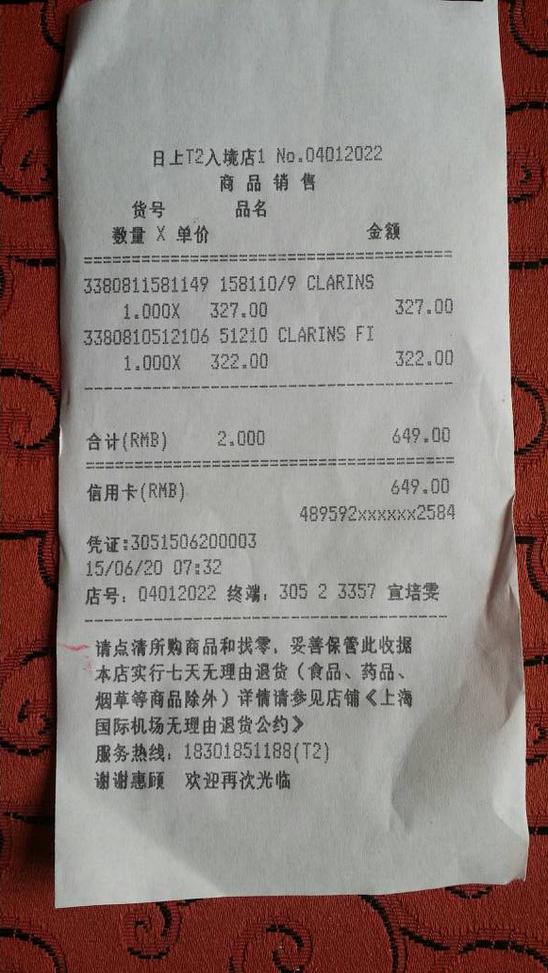 日上T2入境店1 No.04012022
商品销售
货号 品名
数量 X 单价 金额
==============================================
3380811581149 158110/9 CLARINS
1.000X 327.00 327.00
3380810512106 51210 CLARINS FI
1.000X 322.00 322.00
----------------------------------------------
合计(RMB) 2.000 649.00
==============================================
信用卡(RMB) 649.00
489592xxxxxx2584
凭证:3051506200003
15/06/20 07:32
店号: 04012022 终端: 305 2 3357 宣培雯
----------------------------------------------
请点清所购商品和找零，妥善保管此收据
本店实行七天无理由退货（食品、药品、
烟草等商品除外）详情请参见店铺《上海
国际机场无理由退货公约》
服务热线: 18301851188(T2)
谢谢惠顾 欢迎再次光临